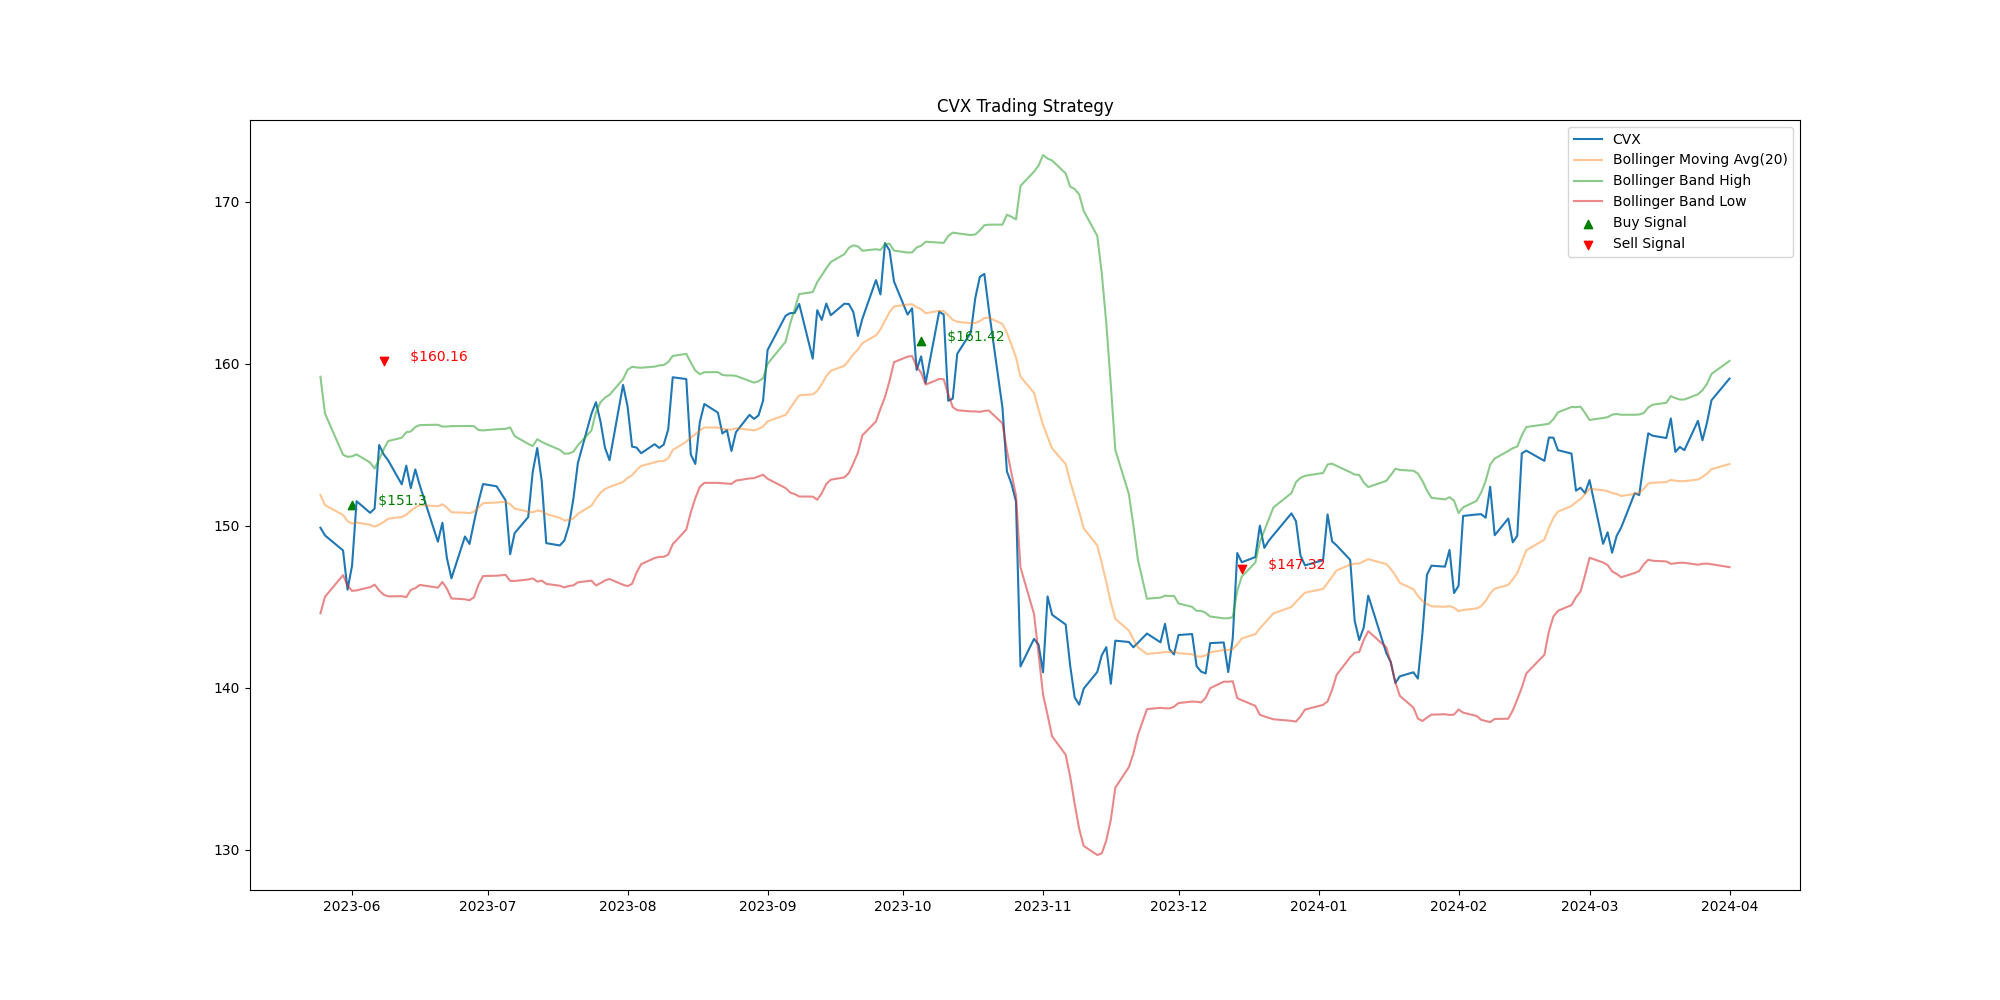 CVX Trading Strategy
CVX
Bollinger Moving Avg(20)
Bollinger Band High
Bollinger Band Low
Buy Signal
Sell Signal
170
160
150
140
130
$160.16
$151.3
$161.42
$147.32
2023-06 2023-07 2023-08 2023-09 2023-10 2023-11 2023-12 2024-01 2024-02 2024-03 2024-04